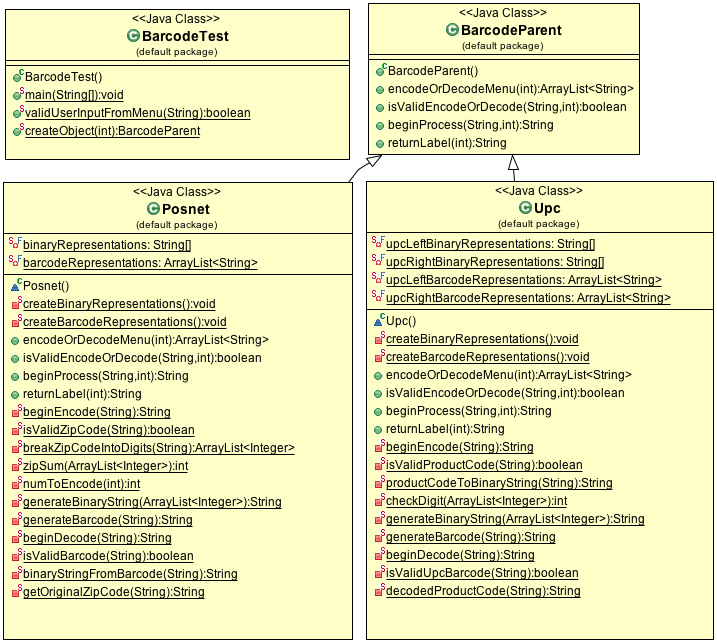 <<Java Class>>
BarcodeTest
(default package)
BarcodeTest()
main(String[]):void
validUserInputFromMenu(String):boolean
createObject(int):BarcodeParent
<<Java Class>>
BarcodeParent
(default package)
BarcodeParent()
encodeOrDecodeMenu(int):ArrayList<String>
isValidEncodeOrDecode(String,int):boolean
beginProcess(String,int):String
returnLabel(int):String
<<Java Class>>
Posnet
(default package)
binaryRepresentations: String[]
barcodeRepresentations: ArrayList<String>
Posnet()
createBinaryRepresentations():void
createBarcodeRepresentations():void
encodeOrDecodeMenu(int):ArrayList<String>
isValidEncodeOrDecode(String,int):boolean
beginProcess(String,int):String
returnLabel(int):String
beginEncode(String):String
isValidZipCode(String):boolean
breakZipCodeIntoDigits(String):ArrayList<Integer>
zipSum(ArrayList<Integer>):int
numToEncode(int):int
generateBinaryString(ArrayList<Integer>):String
generateBarcode(String):String
beginDecode(String):String
isValidBarcode(String):boolean
binaryStringFromBarcode(String):String
getOriginalZipCode(String):String
<<Java Class>>
Upc
(default package)
upcLeftBinaryRepresentations: String[]
upcRightBinaryRepresentations: String[]
upcLeftBarcodeRepresentations: ArrayList<String>
upcRightBarcodeRepresentations: ArrayList<String>
Upc()
createBinaryRepresentations():void
createBarcodeRepresentations():void
encodeOrDecodeMenu(int):ArrayList<String>
isValidEncodeOrDecode(String,int):boolean
beginProcess(String,int):String
returnLabel(int):String
beginEncode(String):String
isValidProductCode(String):boolean
productCodeToBinaryString(String):String
checkDigit(ArrayList<Integer>):int
generateBinaryString(ArrayList<Integer>):String
generateBarcode(String):String
beginDecode(String):String
isValidUpcBarcode(String):boolean
decodedProductCode(String):String